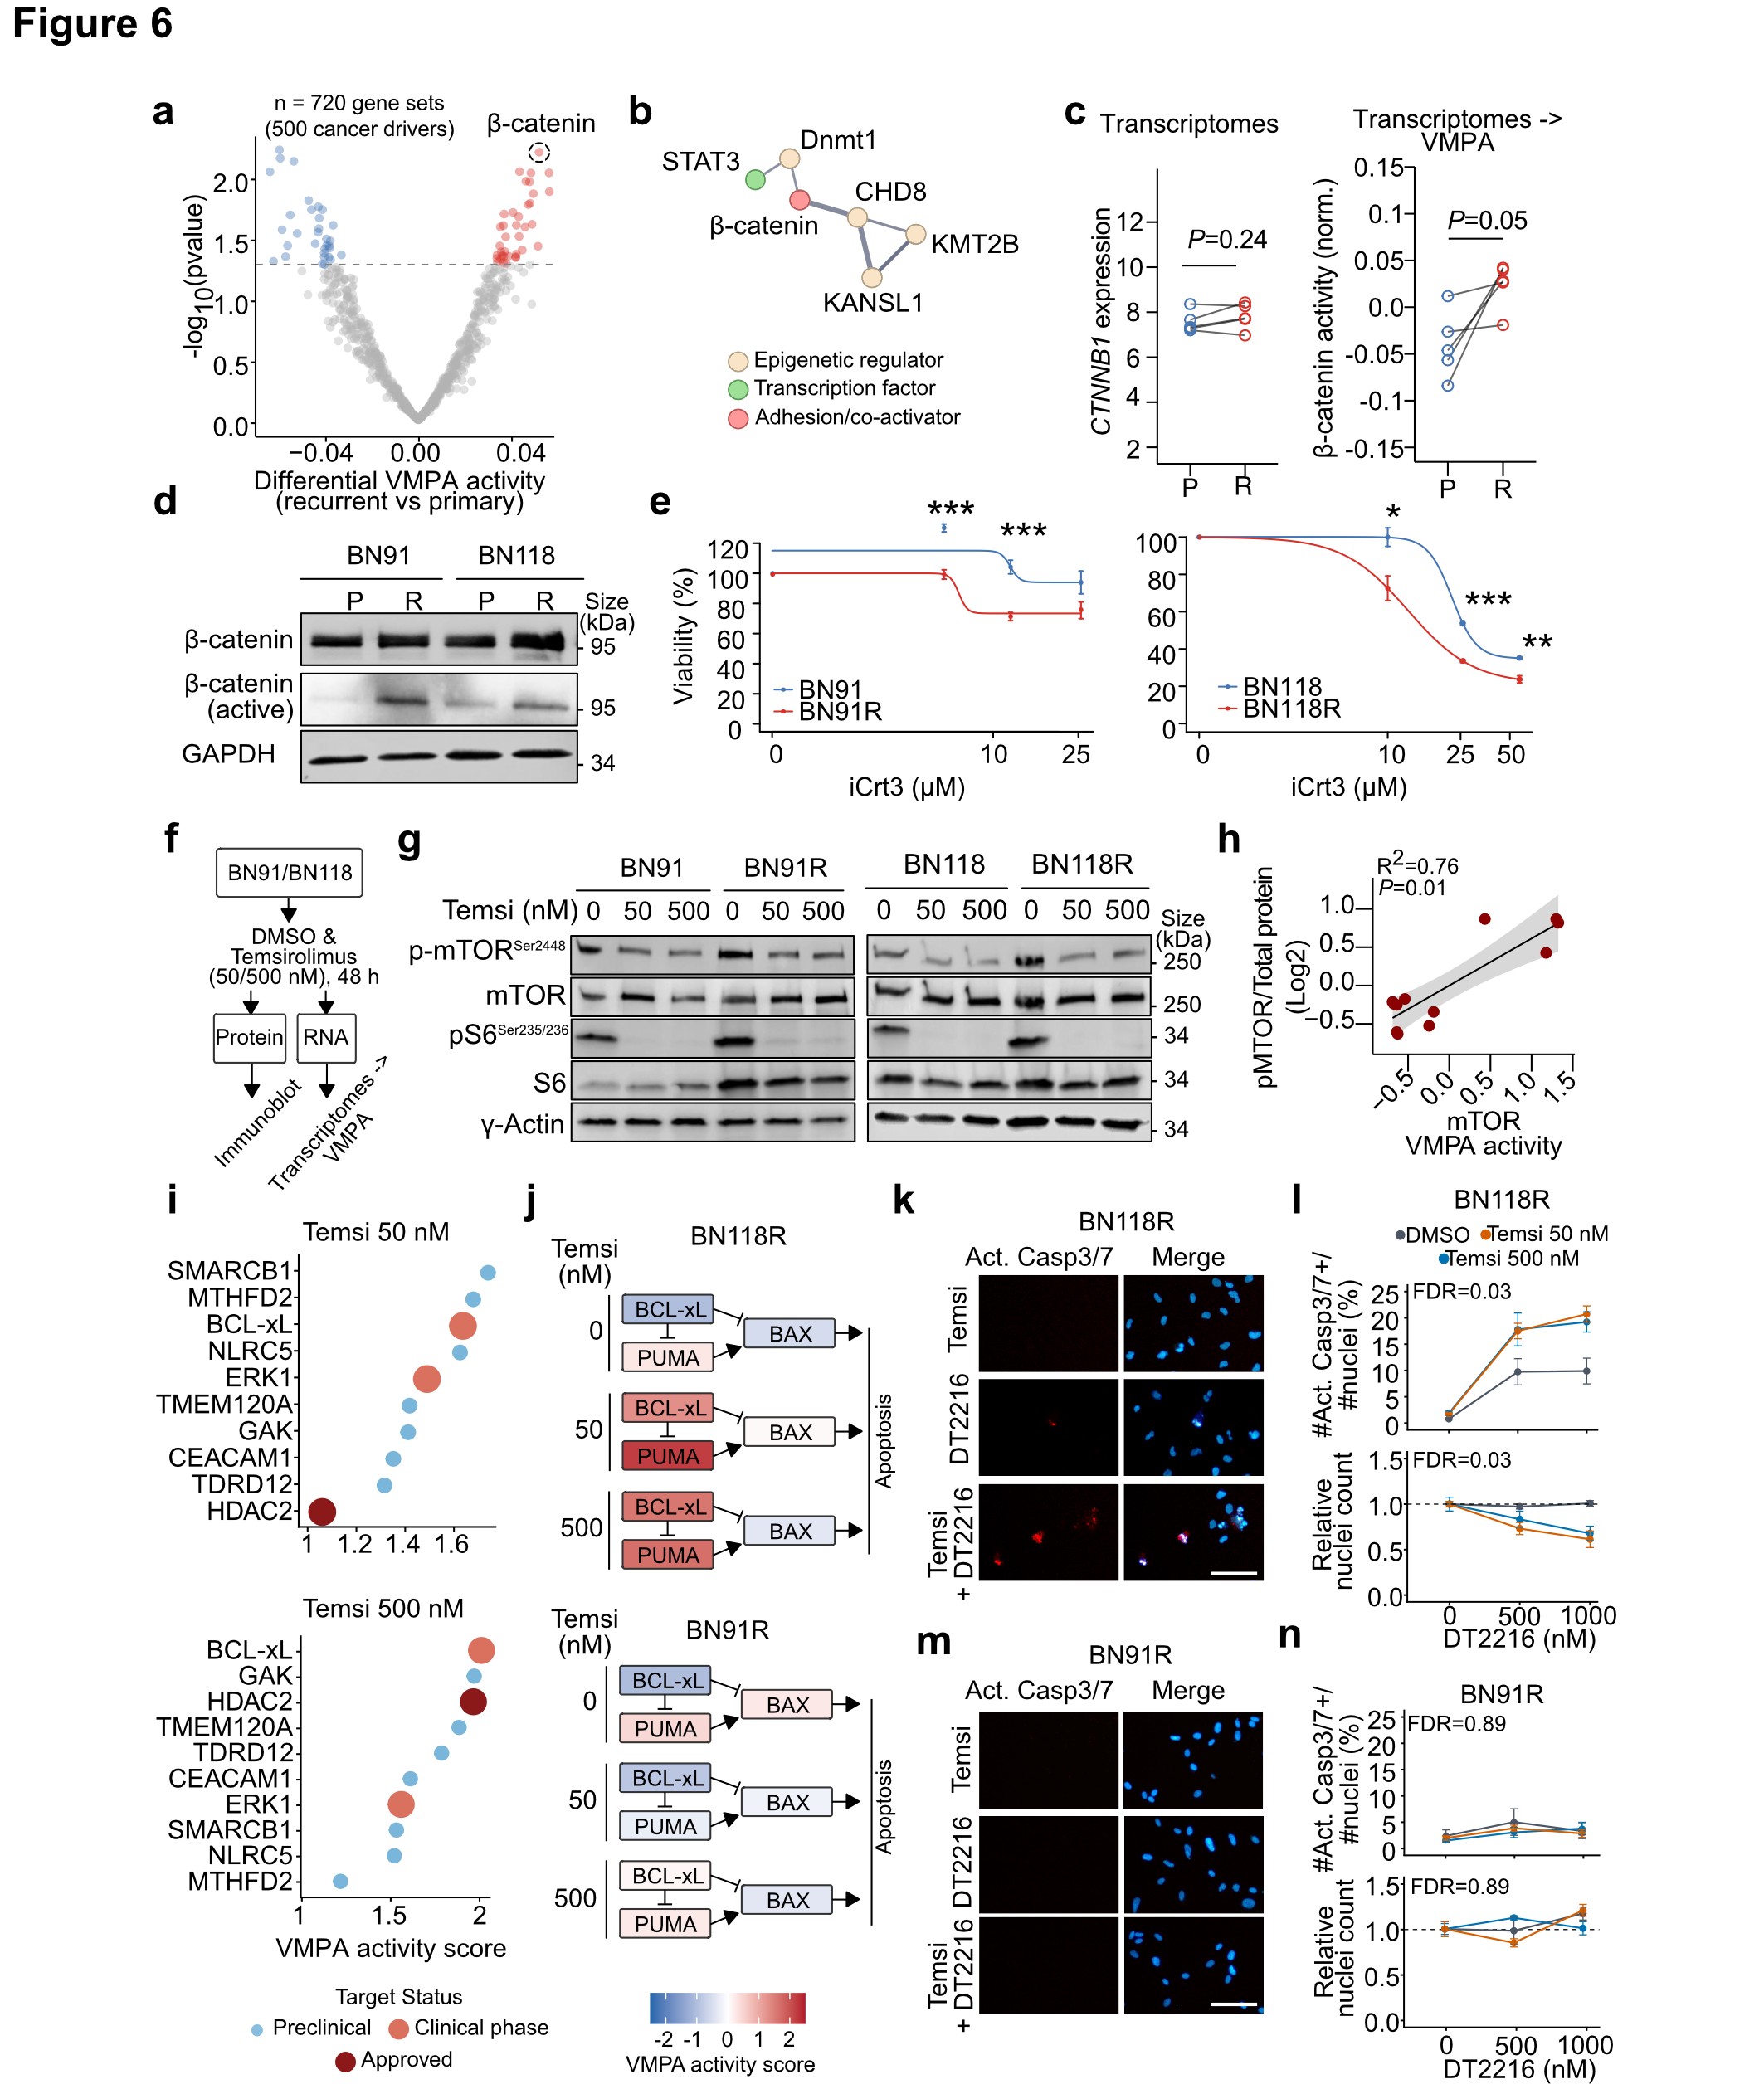 Figure 6
a
n = 720 gene sets
(500 cancer drivers)
β-catenin
-log10(pvalue)
2.0
1.5
1.0
0.5
0.0
−0.04
0.00
0.04
Differential VMPA activity
(recurrent vs primary)
b
Dnmt1
STAT3
CHD8
β-catenin
KMT2B
KANSL1
Epigenetic regulator
Transcription factor
Adhesion/co-activator
c
Transcriptomes
CTNNB1 expression
12
10
8
6
4
2
P=0.24
P
R
Transcriptomes ->
VMPA
β-catenin activity (norm.)
0.15
0.1
0.05
0.0
-0.05
-0.1
-0.15
P=0.05
P
R
d
BN91
BN118
P
R
P
R
Size
(kDa)
β-catenin
95
β-catenin
(active)
95
GAPDH
34
e
Viability (%)
120
100
80
60
40
20
0
***
***
BN91
BN91R
0
10
25
iCrt3 (µM)
100
80
60
40
20
0
*
***
**
BN118
BN118R
0
10
25
50
iCrt3 (µM)
f
BN91/BN118
DMSO &
Temsirolimus
(50/500 nM), 48 h
Protein
RNA
Immunoblot
Transcriptomes ->
VMPA
g
BN91
BN91R
BN118
BN118R
Temsi (nM)
0
50
500
0
50
500
0
50
500
0
50
500
Size
(kDa)
p-mTORSer2448
250
mTOR
250
pS6Ser235/236
34
S6
34
γ-Actin
34
h
R2=0.76
P=0.01
pMTOR/Total protein
(Log2)
1.0
0.5
0.0
−0.5
−0.5
0.0
0.5
1.0
1.5
mTOR
VMPA activity
i
Temsi 50 nM
SMARCB1
MTHFD2
BCL-xL
NLRC5
ERK1
TMEM120A
GAK
CEACAM1
TDRD12
HDAC2
1
1.2
1.4
1.6
Temsi 500 nM
BCL-xL
GAK
HDAC2
TMEM120A
TDRD12
CEACAM1
ERK1
SMARCB1
NLRC5
MTHFD2
1
1.5
2
VMPA activity score
Target Status
Preclinical
Clinical phase
Approved
j
Temsi
(nM)
BN118R
0
BCL-xL
PUMA
BAX
50
BCL-xL
PUMA
BAX
500
BCL-xL
PUMA
BAX
Apoptosis
Temsi
(nM)
BN91R
0
BCL-xL
PUMA
BAX
50
BCL-xL
PUMA
BAX
500
BCL-xL
PUMA
BAX
Apoptosis
-2
-1
0
1
2
VMPA activity score
k
BN118R
Act. Casp3/7
Merge
Temsi
DT2216
Temsi
+ DT2216
l
BN118R
DMSO
Temsi 50 nM
Temsi 500 nM
#Act. Casp3/7+/
#nuclei (%)
25
20
15
10
5
0
FDR=0.03
Relative
nuclei count
1.5
1.0
0.5
0.0
FDR=0.03
0
500
1000
DT2216 (nM)
m
BN91R
Act. Casp3/7
Merge
Temsi
DT2216
Temsi
+ DT2216
n
BN91R
#Act. Casp3/7+/
#nuclei (%)
25
20
15
10
5
0
FDR=0.89
Relative
nuclei count
1.5
1.0
0.5
0.0
FDR=0.89
0
500
1000
DT2216 (nM)